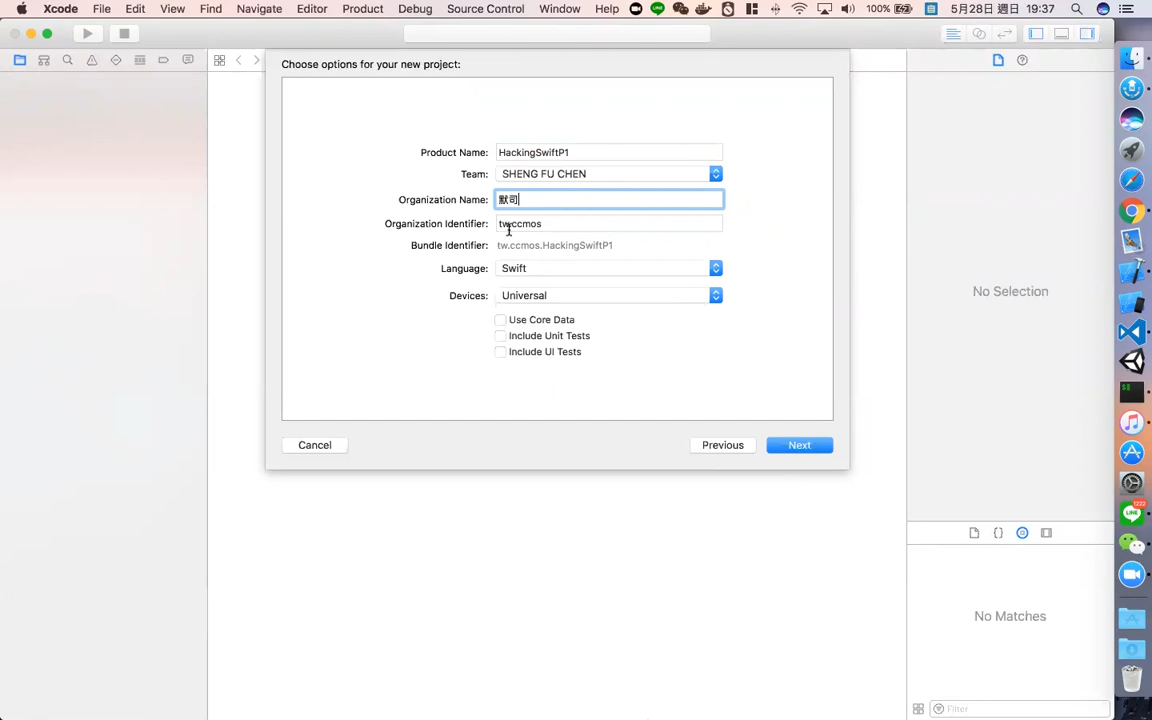 Xcode File Edit View Find Navigate Editor Product Debug Source Control Window Help 100% 5月28日 週日 19:37
Choose options for your new project:
Product Name: HackingSwiftP1
Team: SHENG FU CHEN
Organization Name: 默司
Organization Identifier: tw.ccmos
Bundle Identifier: tw.ccmos.HackingSwiftP1
Language: Swift
Devices: Universal
Use Core Data
Include Unit Tests
Include UI Tests
Cancel Previous Next
No Selection
1222
LINE
No Matches
Filter